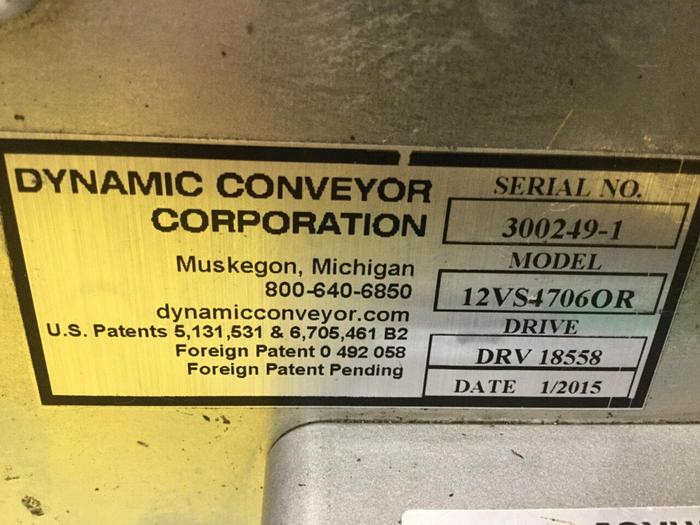 DYNAMIC CONVEYOR
CORPORATION
Muskegon, Michigan
800-640-6850
dynamicconveyor.com
U.S. Patents 5,131,531 & 6,705,461 B2
Foreign Patent 0 492 058
Foreign Patent Pending
SERIAL NO.
300249-1
MODEL
12VS4706OR
DRIVE
DRV 18558
DATE 1/2015